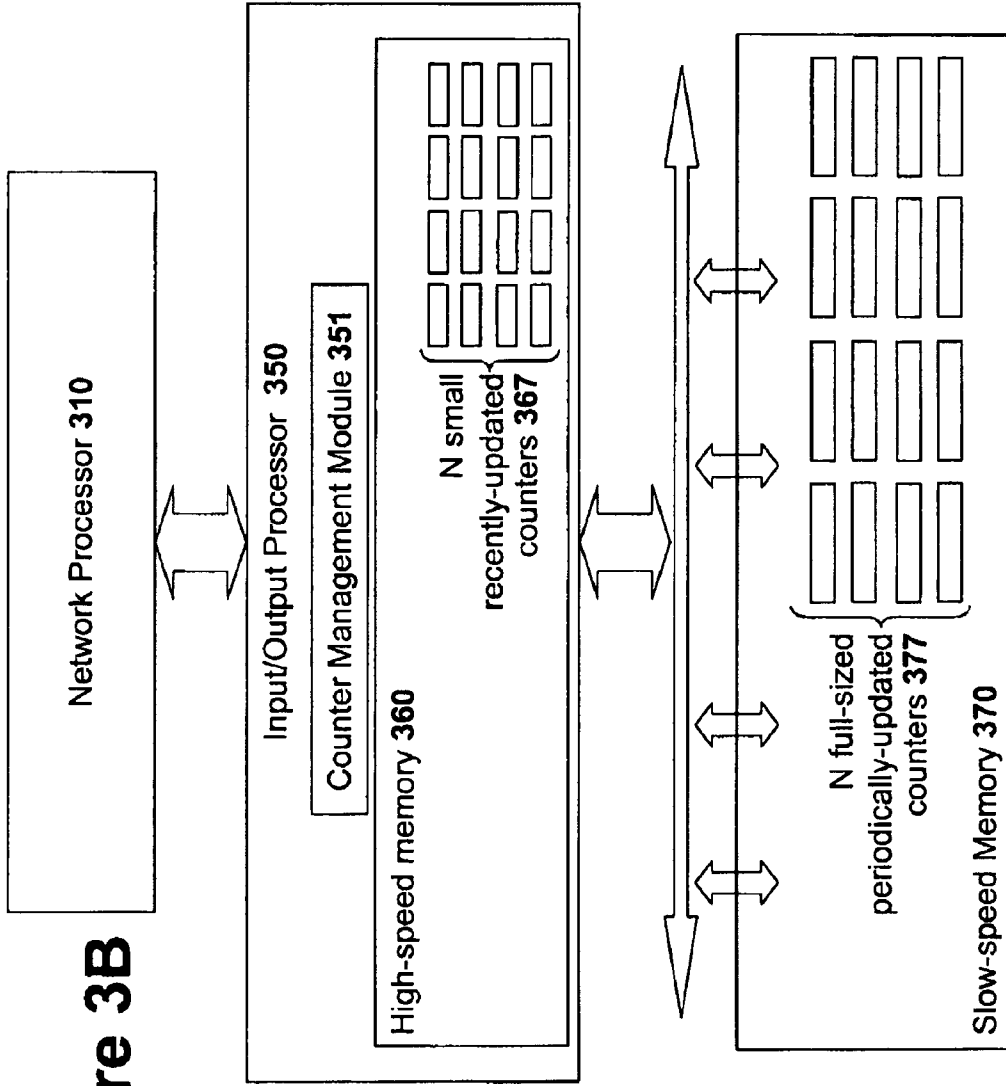 Network Processor 310
re 3B
Input/Output Processor 350
Counter Management Module 351
High-speed memory 360
N small
recently-updated
counters 367
N full-sized
periodically-updated
counters 377
Slow-speed Memory 370